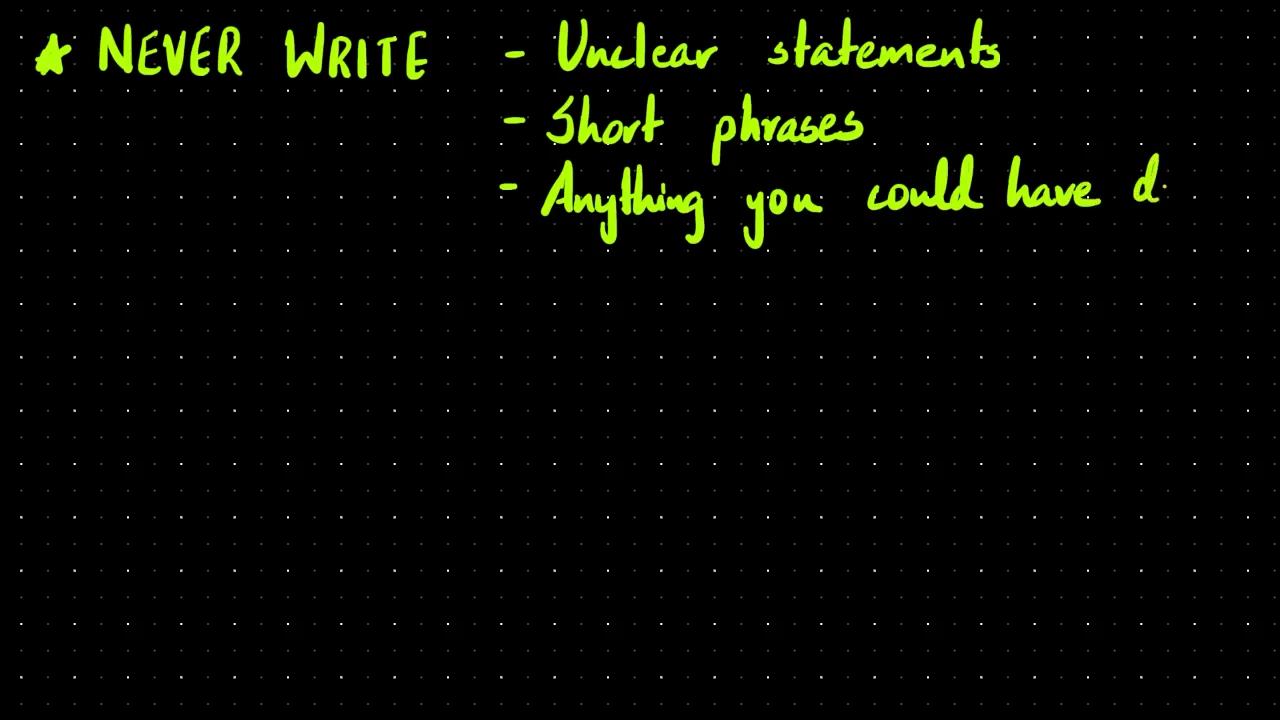 ★ NEVER WRITE - Unclear statements
- Short phrases
- Anything you could have d